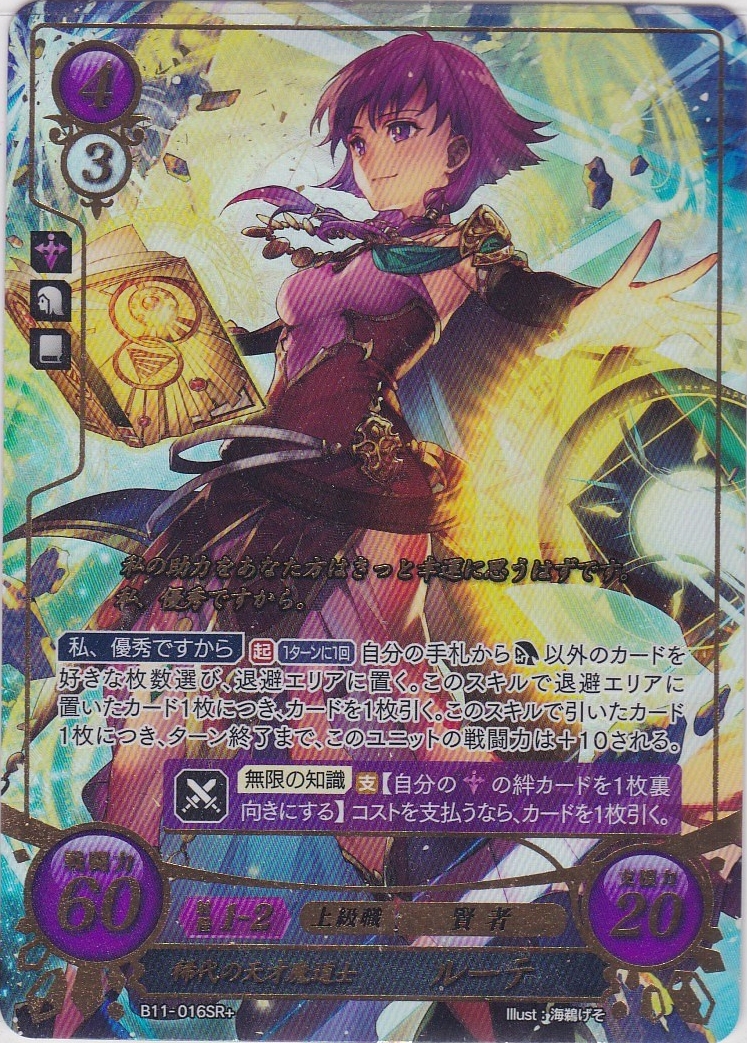 4
3
私の助力をあなた方はきっと幸運に思うはずです。
私、優秀ですから。
私、優秀ですから 起 1ターンに1回 自分の手札から 以外のカードを
好きな枚数選び、退避エリアに置く。このスキルで退避エリアに
置いたカード1枚につき、カードを1枚引く。このスキルで引いたカード
1枚につき、ターン終了まで、このユニットの戦闘力は+10される。
無限の知識 支【自分の の絆カードを1枚裏
向きにする】コストを支払うなら、カードを1枚引く。
戦闘力
60
射程 1-2 上級職 賢者
支援力
20
稀代の天才魔道士 ルーテ
B11-016SR+ Illust:海鵜げそ